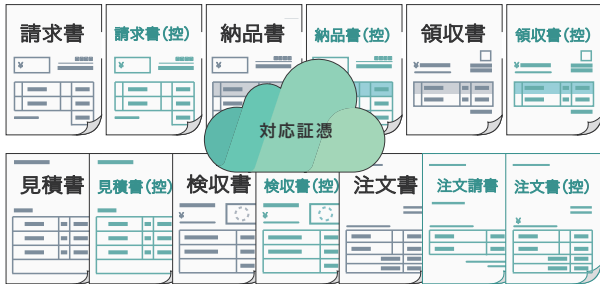 請求書
請求書(控)
納品書
納品書(控)
領収書
領収書(控)
¥
¥
¥
¥
対応証憑
見積書
見積書(控)
検収書
検収書(控)
注文書
注文請書
注文書(控)
¥
¥
¥